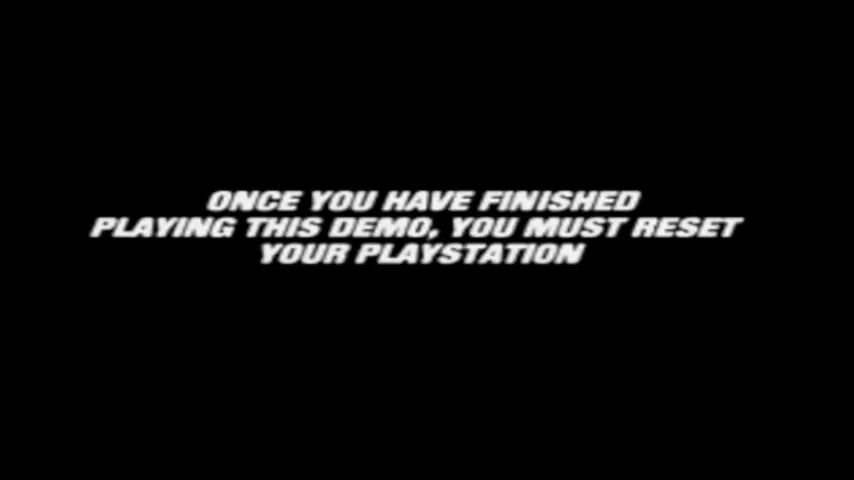 ONCE YOU HAVE FINISHED
PLAYING THIS DEMO, YOU MUST RESET
YOUR PLAYSTATION